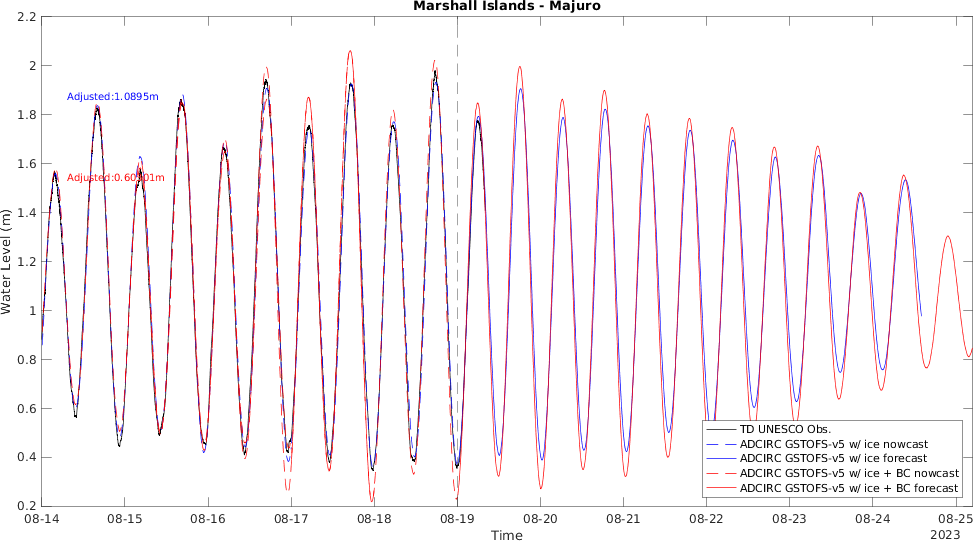 Marshall Islands - Majuro
2.2
2
1.8
1.6
1.4
1.2
1
0.8
0.6
0.4
0.2
Water Level (m)
Adjusted:1.0895m
TD UNESCO Obs.
ADCIRC GSTOFS-v5 w/ ice nowcast
ADCIRC GSTOFS-v5 w/ ice forecast
ADCIRC GSTOFS-v5 w/ ice + BC nowcast
ADCIRC GSTOFS-v5 w/ ice + BC forecast
08-14 08-15 08-16 08-17 08-18 08-19 08-20 08-21 08-22 08-23 08-24 08-25
Time
2023